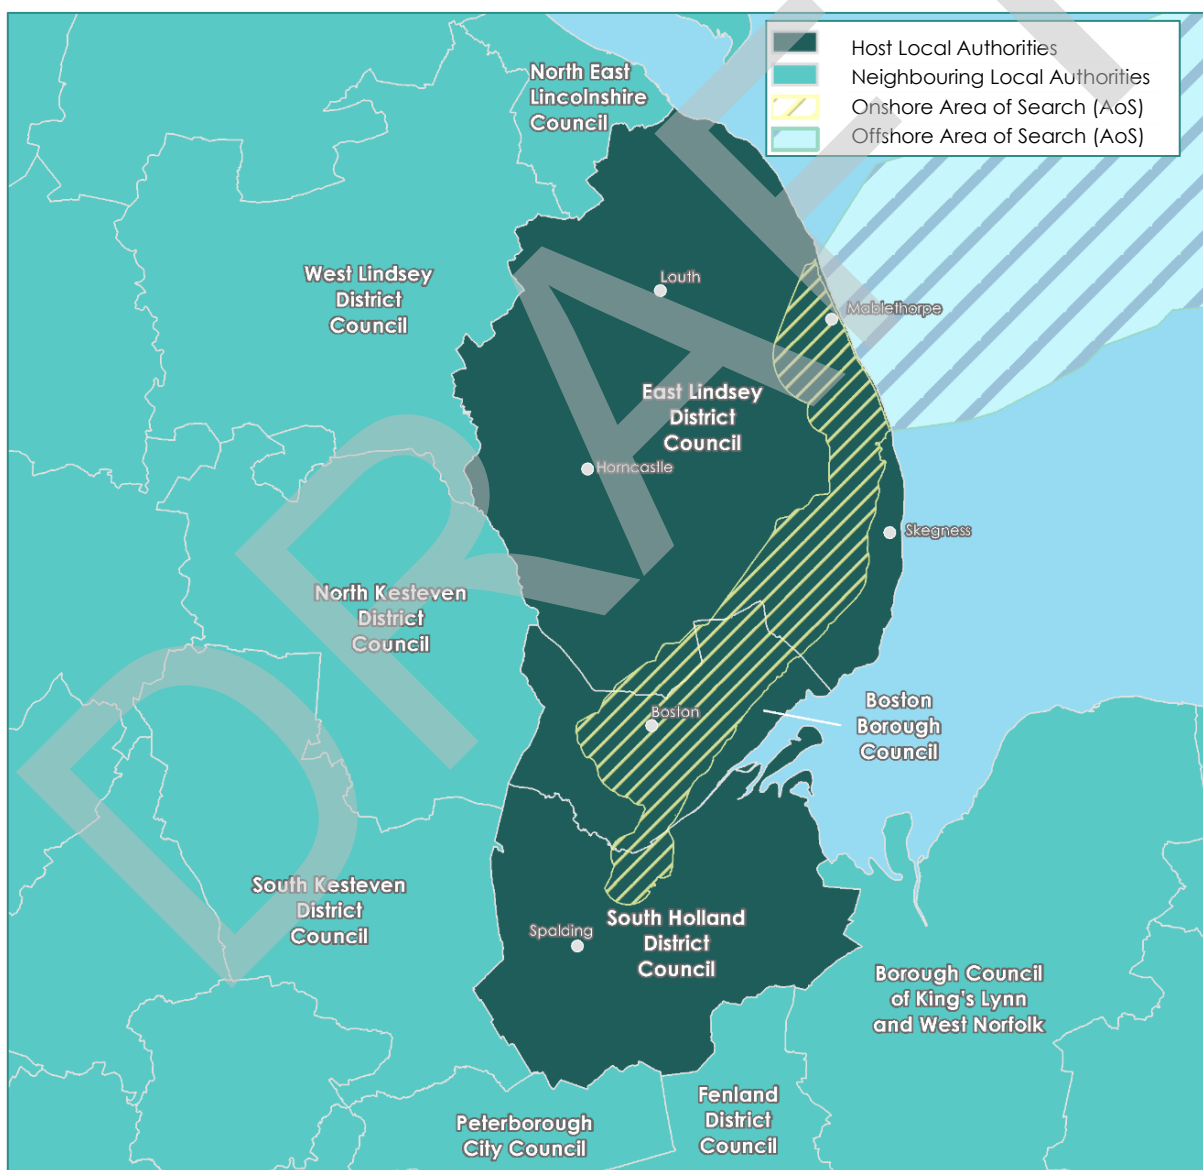 Host Local Authorities
Neighbouring Local Authorities
Onshore Area of Search (AoS)
Offshore Area of Search (AoS)
North East
Lincolnshire
Council
West Lindsey
District
Council
Louth
Mablethorpe
East Lindsey
District
Council
Horncastle
Skegness
North Kesteven
District
Council
Boston
Boston
Borough
Council
South Kesteven
District
Council
South Holland
District
Council
Spalding
Borough Council
of King's Lynn
and West Norfolk
Peterborough
City Council
Fenland
District
Council
DRAFT